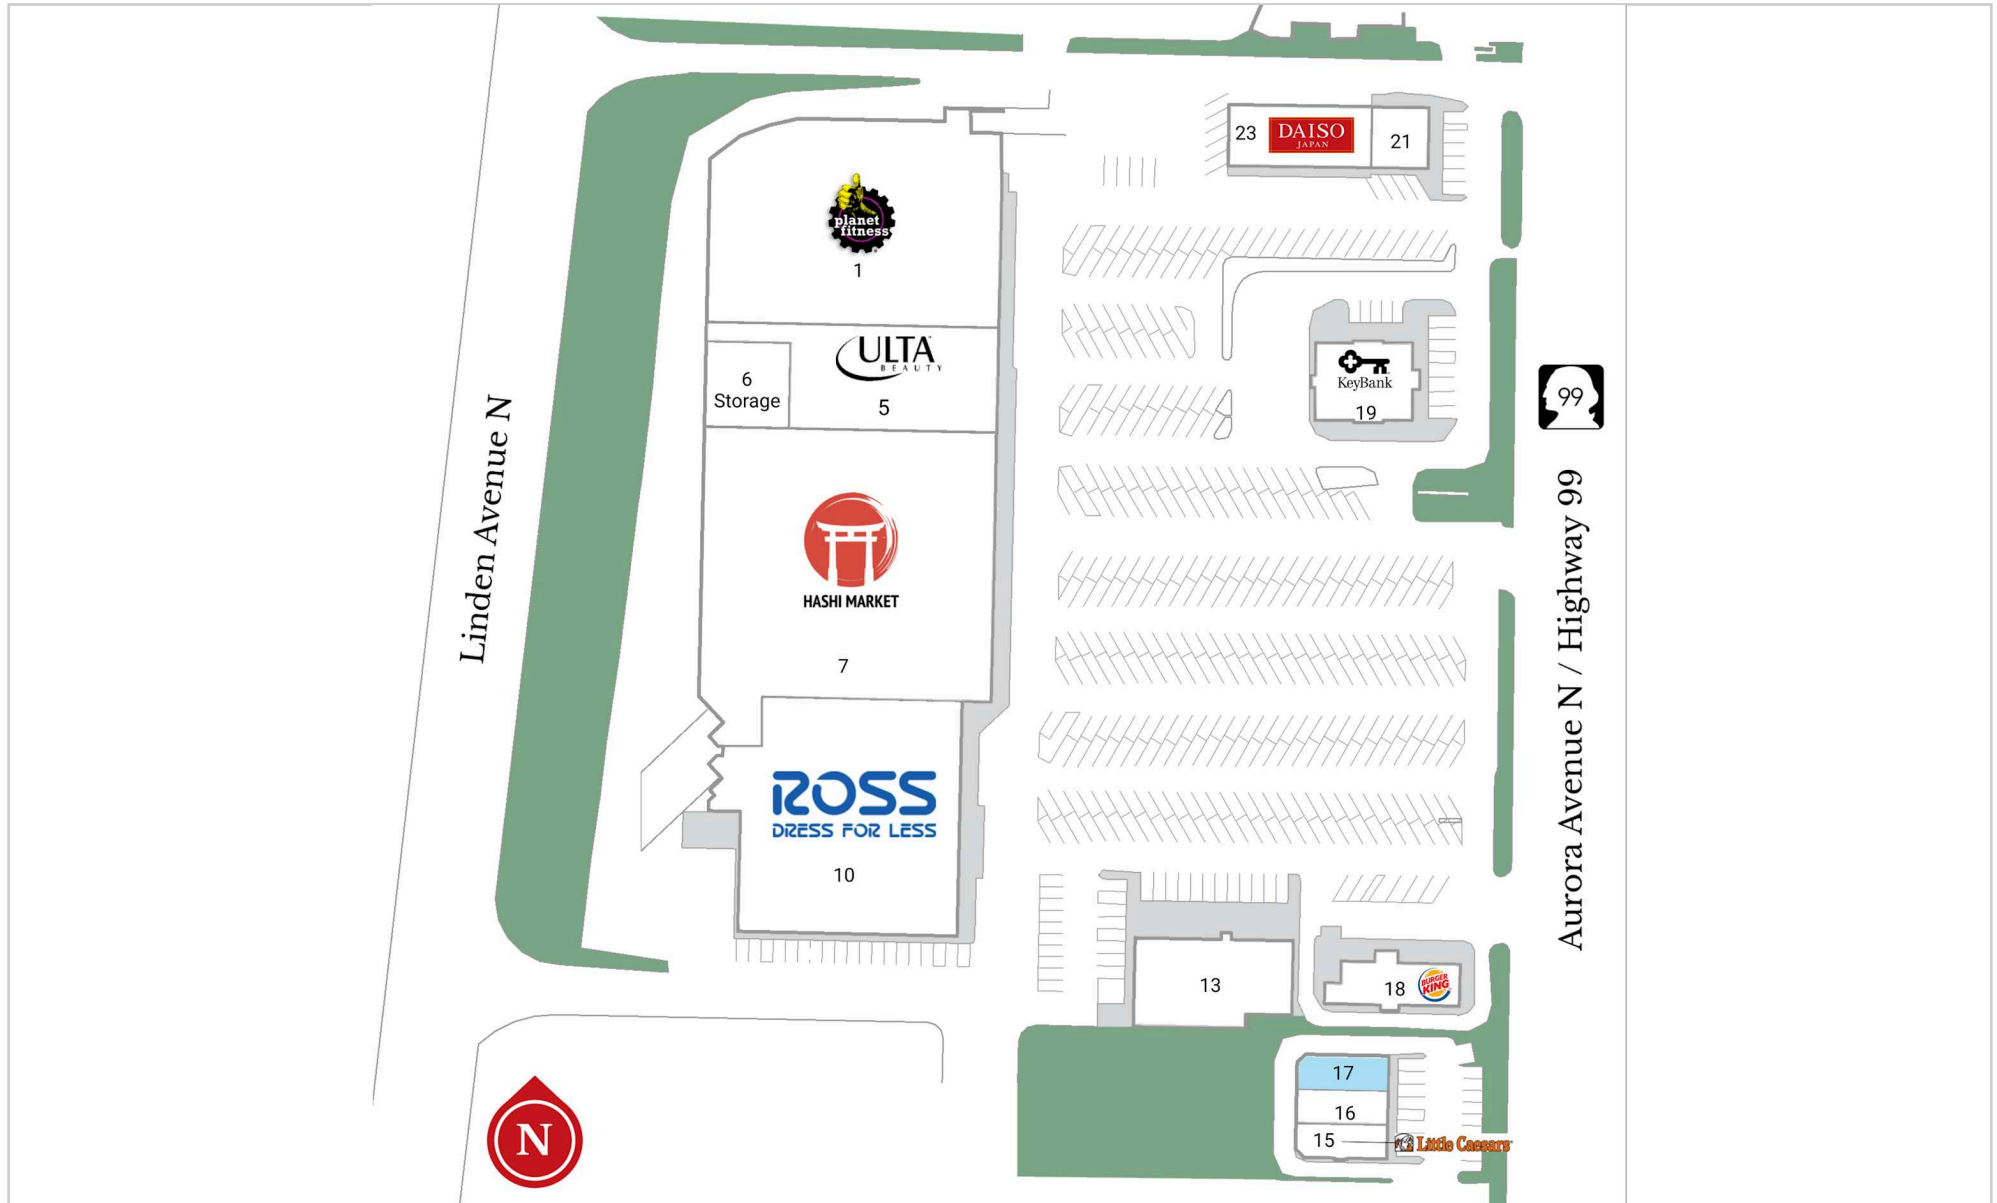 23
DAISO
JAPAN
21
planet
fitness
1
ULTA
BEAUTY
6
Storage
5
KeyBank
19
99
Linden Avenue N
HASHI MARKET
7
Aurora Avenue N / Highway 99
ROSS
DRESS FOR LESS
10
13
18
BURGER
KING
17
16
15
Little Caesars
N